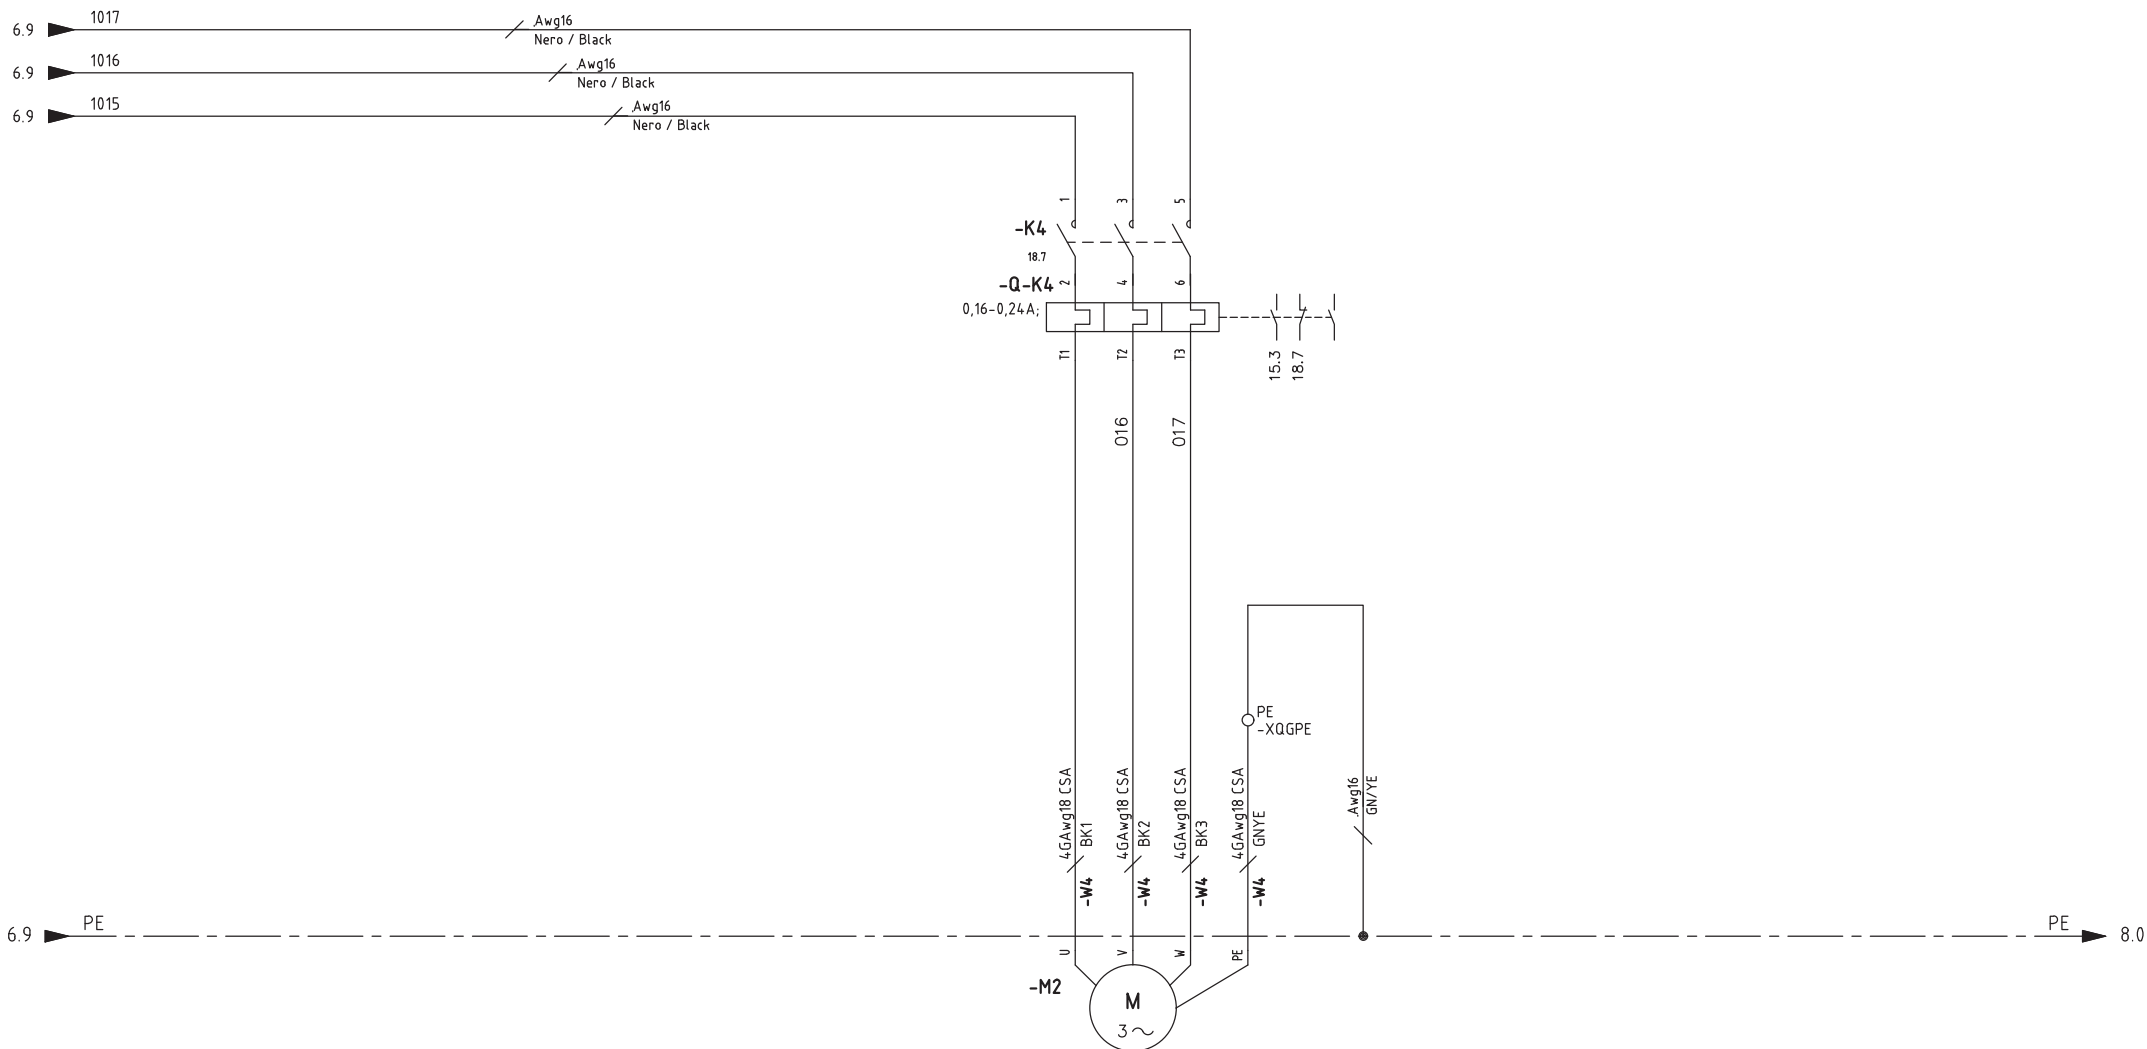 1017
6.9
.Awg16
Nero / Black
1016
6.9
.Awg16
Nero / Black
1015
6.9
.Awg16
Nero / Black
1
3
5
-K4
18.7
2
4
6
-Q-K4
0,16-0,24A;
T1
T2
T3
15.3
18.7
016
017
PE
-XQGPE
4GAwg18 CSA
BK1
4GAwg18 CSA
BK2
4GAwg18 CSA
BK3
4GAwg18 CSA
GNYE
.Awg16
GN/YE
-W4
-W4
-W4
-W4
6.9
PE
PE
8.0
U
V
W
PE
-M2
M
3~